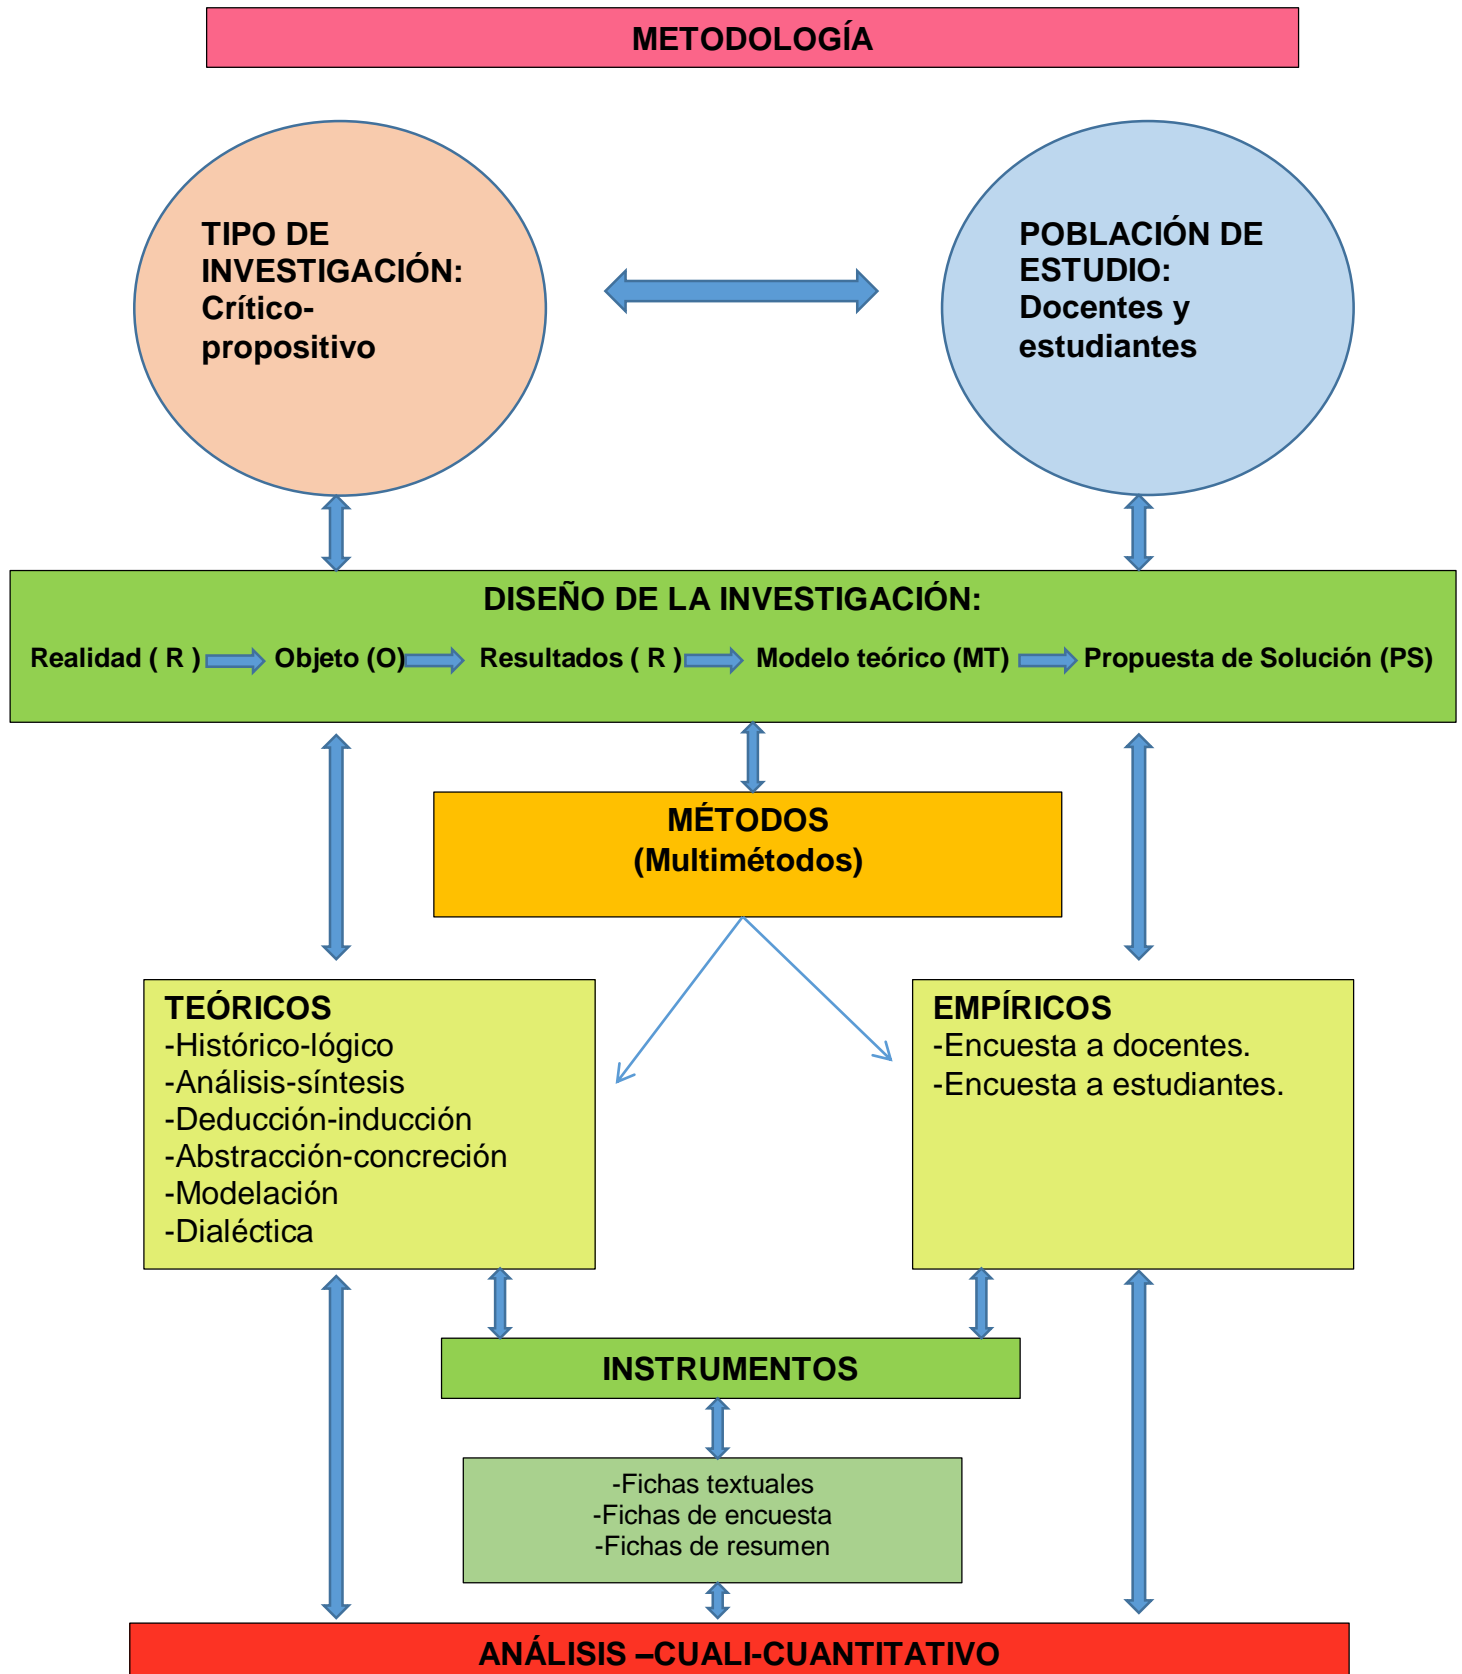 METODOLOGÍA
TIPO DE
INVESTIGACIÓN:
Crítico-
propositivo
POBLACIÓN DE
ESTUDIO:
Docentes y
estudiantes
DISEÑO DE LA INVESTIGACIÓN:
Realidad ( R ) Objeto (O) Resultados ( R ) Modelo teórico (MT) Propuesta de Solución (PS)
MÉTODOS
(Multimétodos)
TEÓRICOS
-Histórico-lógico
-Análisis-síntesis
-Deducción-inducción
-Abstracción-concreción
-Modelación
-Dialéctica
EMPÍRICOS
-Encuesta a docentes.
-Encuesta a estudiantes.
INSTRUMENTOS
-Fichas textuales
-Fichas de encuesta
-Fichas de resumen
ANÁLISIS –CUALI-CUANTITATIVO